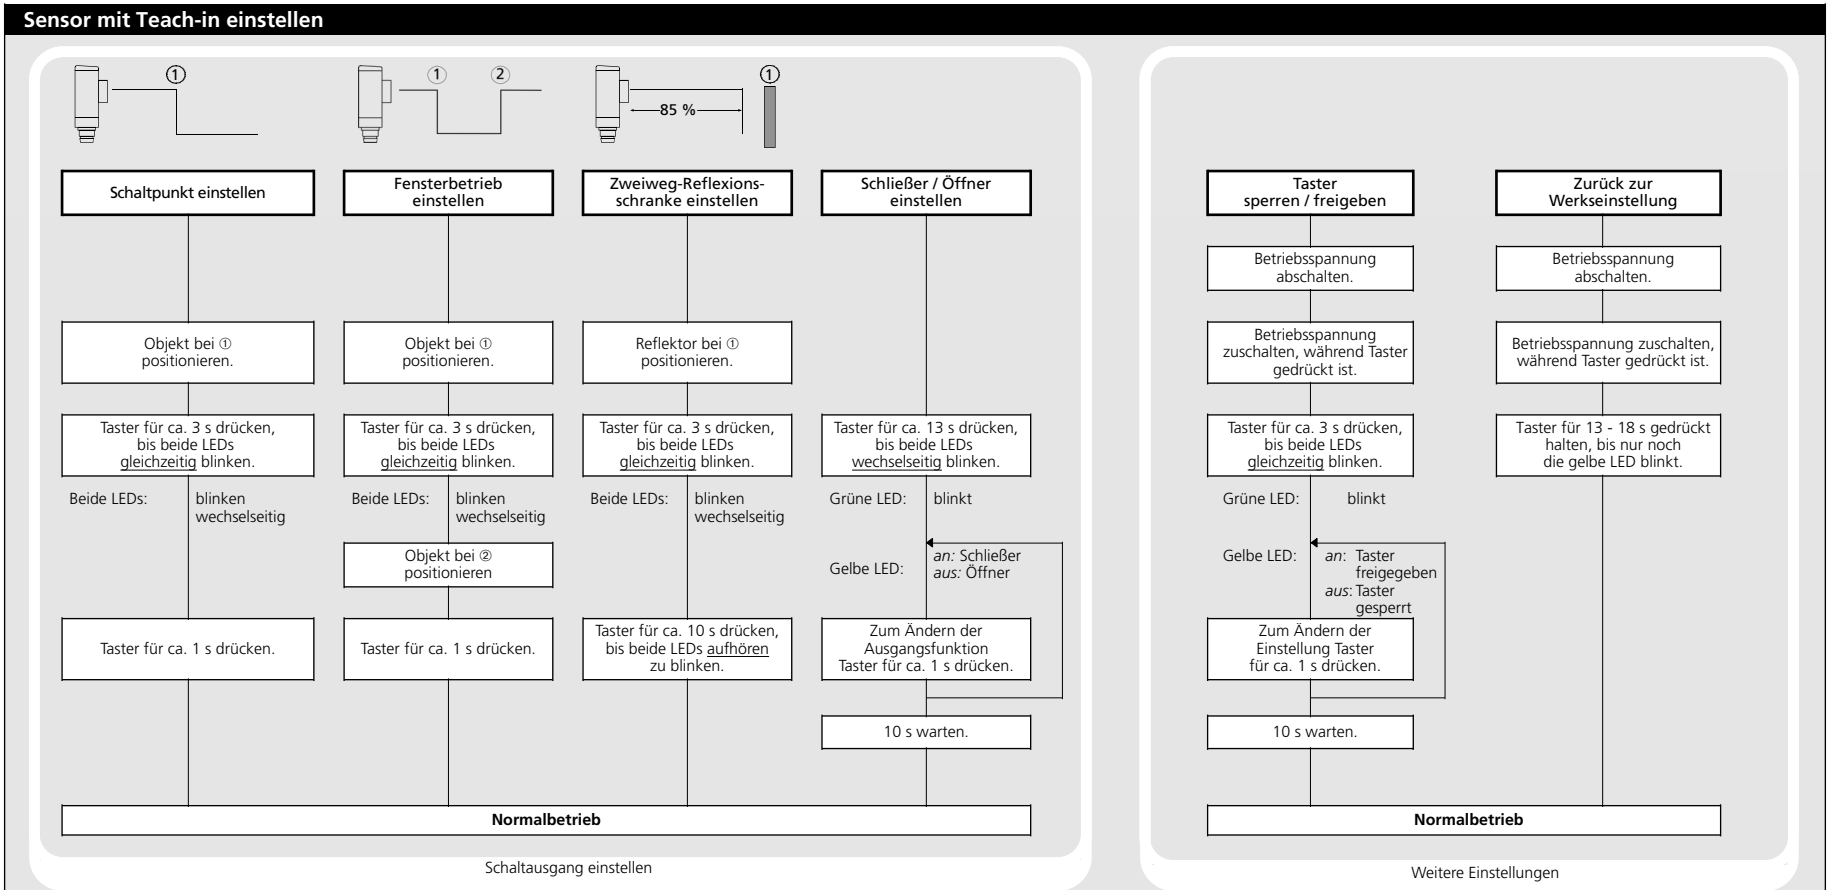 Sensor mit Teach-in einstellen
①
① ②
①
85 %
Schaltpunkt einstellen
Objekt bei ①
positionieren.
Taster für ca. 3 s drücken,
bis beide LEDs
gleichzeitig blinken.
Beide LEDs: blinken
wechselseitig
Taster für ca. 1 s drücken.
Fensterbetrieb
einstellen
Objekt bei ①
positionieren.
Taster für ca. 3 s drücken,
bis beide LEDs
gleichzeitig blinken.
Beide LEDs: blinken
wechselseitig
Objekt bei ②
positionieren
Taster für ca. 1 s drücken.
Zweiweg-Reflexions-
schranke einstellen
Reflektor bei ①
positionieren.
Taster für ca. 3 s drücken,
bis beide LEDs
gleichzeitig blinken.
Beide LEDs: blinken
wechselseitig
Taster für ca. 10 s drücken,
bis beide LEDs aufhören
zu blinken.
Schließer / Öffner
einstellen
Taster für ca. 13 s drücken,
bis beide LEDs
wechselseitig blinken.
Grüne LED: blinkt
Gelbe LED: an: Schließer
aus: Öffner
Zum Ändern der
Ausgangsfunktion
Taster für ca. 1 s drücken.
10 s warten.
Normalbetrieb
Schaltausgang einstellen
Taster
sperren / freigeben
Betriebsspannung
abschalten.
Betriebsspannung
zuschalten, während Taster
gedrückt ist.
Taster für ca. 3 s drücken,
bis beide LEDs
gleichzeitig blinken.
Grüne LED: blinkt
Gelbe LED: an: Taster
freigegeben
aus: Taster
gesperrt
Zum Ändern der
Einstellung Taster
für ca. 1 s drücken.
10 s warten.
Zurück zur
Werkseinstellung
Betriebsspannung
abschalten.
Betriebsspannung zuschalten,
während Taster gedrückt ist.
Taster für 13 - 18 s gedrückt
halten, bis nur noch
die gelbe LED blinkt.
Normalbetrieb
Weitere Einstellungen